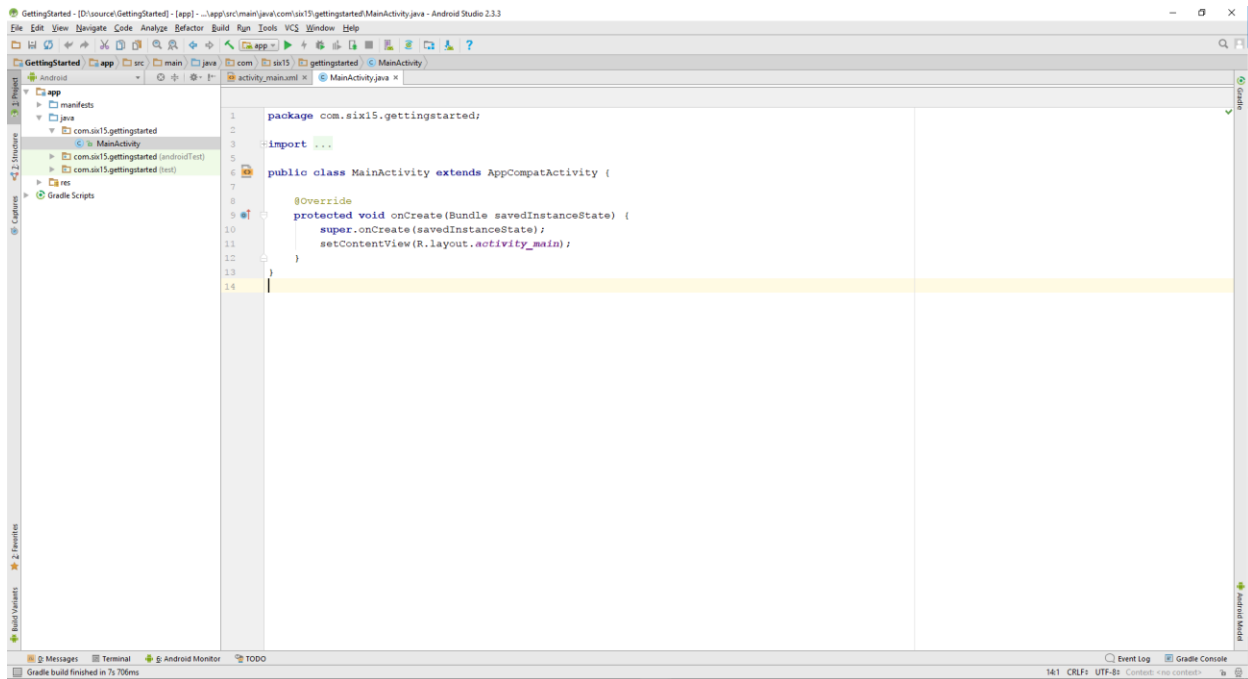 GettingStarted - [D:\source\GettingStarted] - [app] - ...\app\src\main\java\com\six15\gettingstarted\MainActivity.java - Android Studio 2.3.3
File Edit View Navigate Code Analyze Refactor Build Run Tools VCS Window Help
app
GettingStarted app src main java com six15 gettingstarted MainActivity
Android
activity_main.xml MainActivity.java
app
manifests
java
com.six15.gettingstarted
MainActivity
com.six15.gettingstarted (androidTest)
com.six15.gettingstarted (test)
res
Gradle Scripts
1 package com.six15.gettingstarted;
2
3 import ...
5
6 public class MainActivity extends AppCompatActivity {
7
8 @Override
9 protected void onCreate(Bundle savedInstanceState) {
10 super.onCreate(savedInstanceState);
11 setContentView(R.layout.activity_main);
12 }
13 }
14
1: Project
7: Structure
Captures
2: Favorites
Build Variants
Gradle
Android Model
0: Messages Terminal 6: Android Monitor TODO Event Log Gradle Console
Gradle build finished in 7s 706ms 14:1 CRLF÷ UTF-8÷ Context: <no context>